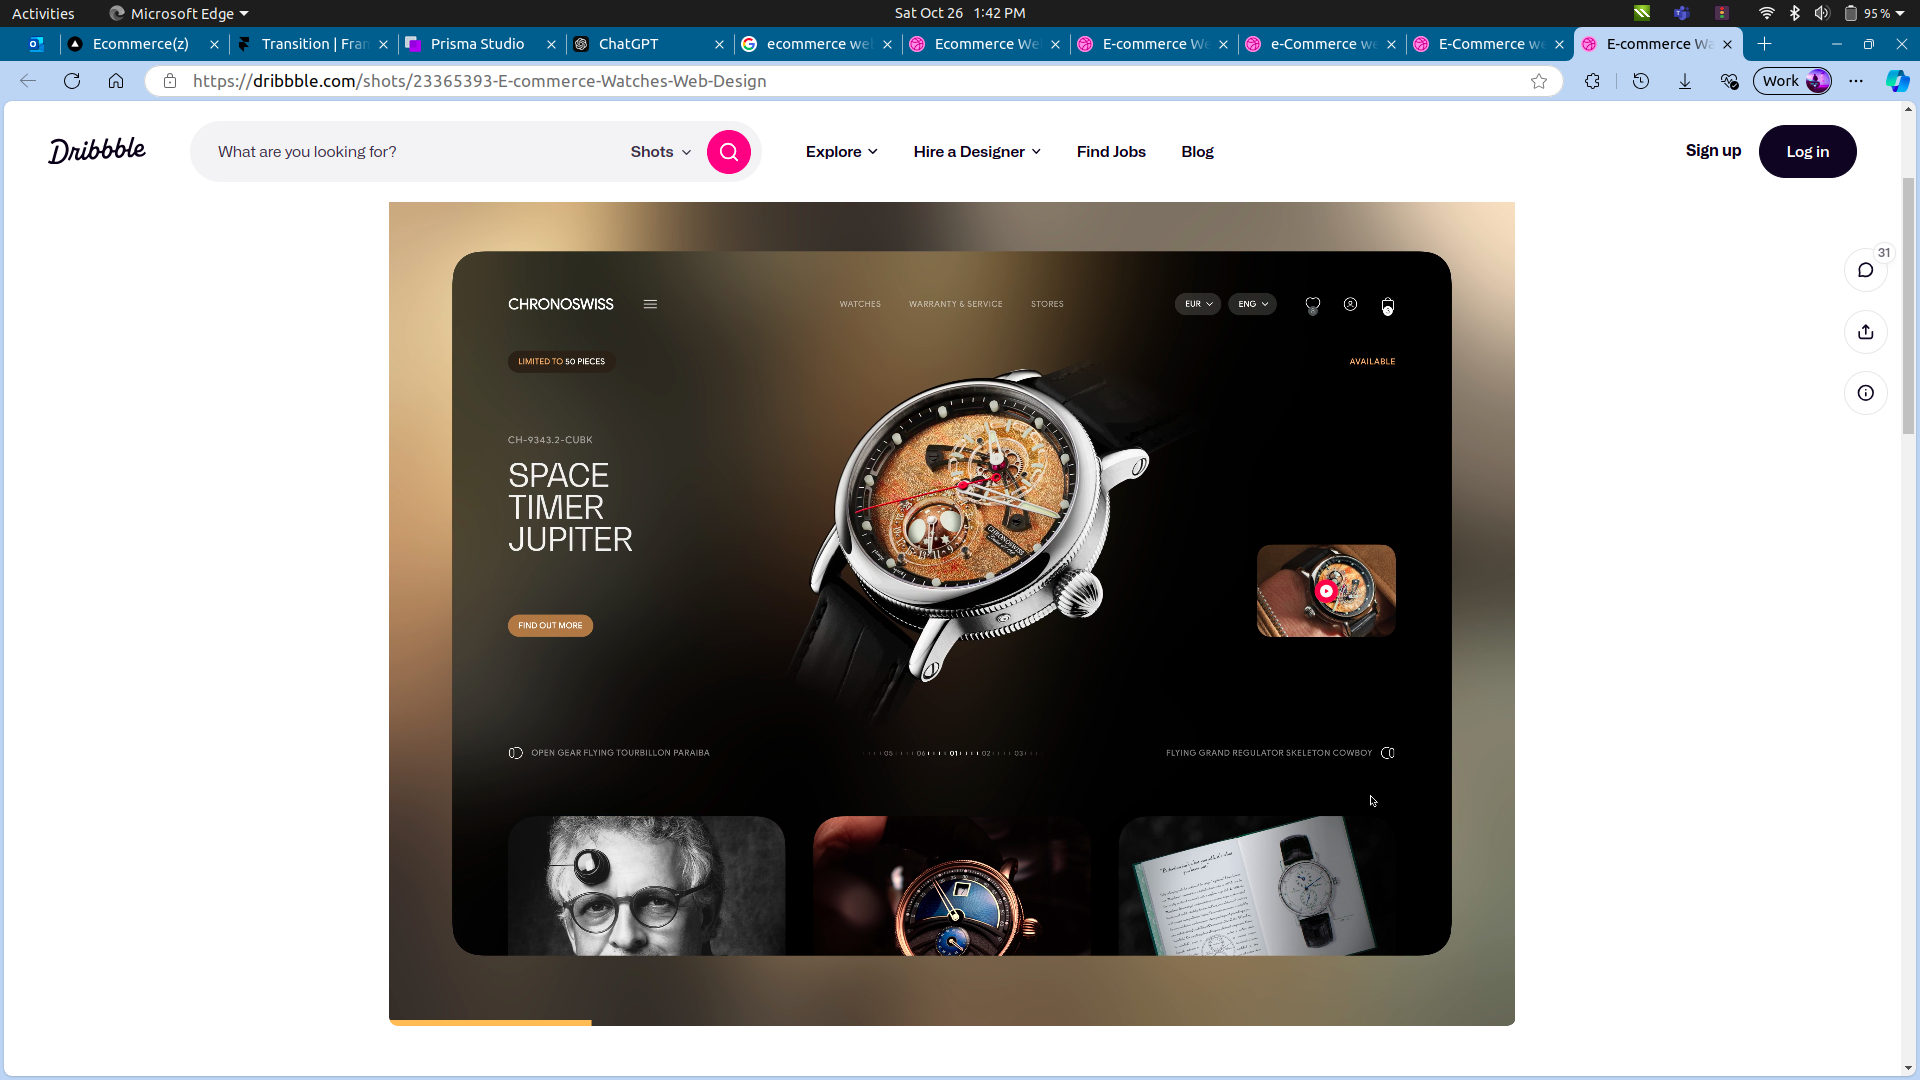 Activities
Microsoft Edge
Sat Oct 26 1:42 PM
95 %
Ecommerce(z)
Transition | Fran
Prisma Studio
ChatGPT
ecommerce web
Ecommerce We
E-commerce We
e-Commerce we
E-Commerce we
E-commerce Wa
https://dribbble.com/shots/23365393-E-commerce-Watches-Web-Design
Work
Dribbble
What are you looking for?
Shots
Explore
Hire a Designer
Find Jobs
Blog
Sign up
Log in
31
CHRONOSWISS
WATCHES
WARRANTY & SERVICE
STORES
EUR
ENG
LIMITED TO 50 PIECES
AVAILABLE
CH-9343.2-CUBK
SPACE
TIMER
JUPITER
CHRONOSWISS
FIND OUT MORE
OPEN GEAR FLYING TOURBILLON PARAIBA
05 06 01 02 03
FLYING GRAND REGULATOR SKELETON COWBOY